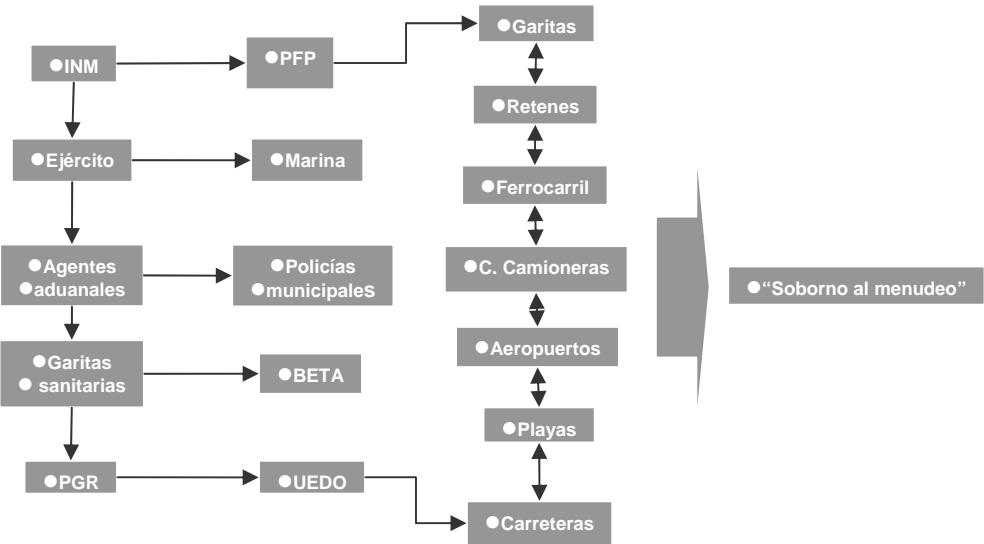 ●INM
●PFP
●Garitas
●Retenes
●Ejército
●Marina
●Ferrocarril
●Agentes
●aduanales
●Policías
●municipales
●C. Camioneras
●“Soborno al menudeo”
●Garitas
● sanitarias
●BETA
●Aeropuertos
●Playas
●PGR
●UEDO
●Carreteras